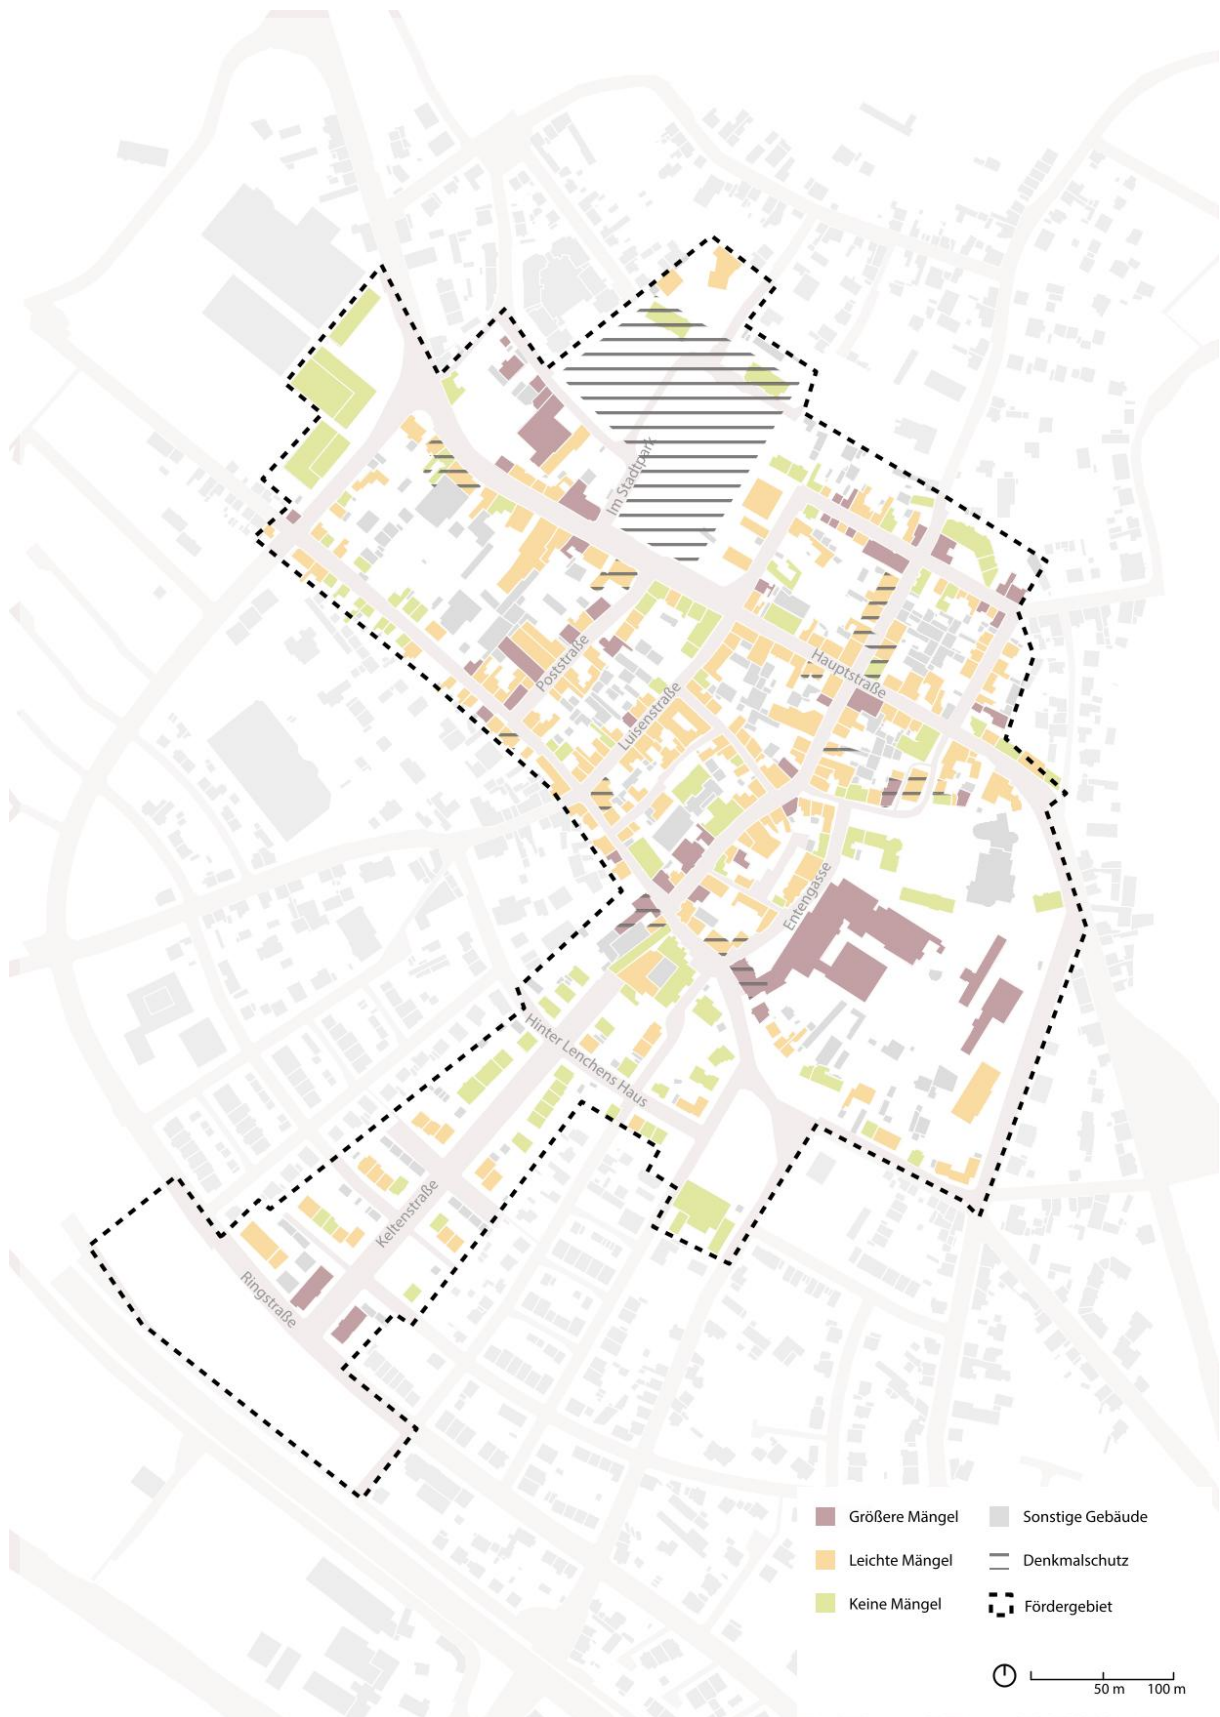 Im Stadtpark
Hauptstraße
Poststraße
Luisenstraße
Entengasse
Hinter Lenchens Haus
Keltenstraße
Ringstraße
Größere Mängel
Sonstige Gebäude
Leichte Mängel
Denkmalschutz
Keine Mängel
Fördergebiet
50 m 100 m